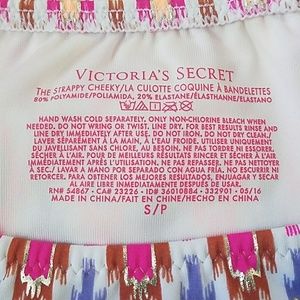 VICTORIA'S SECRET
THE STRAPPY CHEEKY/LA CULOTTE COQUINE À BANDELETTES
80% POLYAMIDE/POLIAMIDA, 20% ELASTANE/ÉLASTHANNE/ELASTANO
HAND WASH COLD SEPARATELY. ONLY NON-CHLORINE BLEACH WHEN
NEEDED. DO NOT WRING OR TWIST. LINE DRY. FOR BEST RESULTS RINSE AND
LINE DRY IMMEDIATELY AFTER USE. DO NOT IRON. DO NOT DRY CLEAN./
LAVER SÉPARÉMENT À LA MAIN, À L'EAU FROIDE. UTILISER UNIQUEMENT
DU JAVELLISANT SANS CHLORE, AU BESOIN. NE PAS ESSORER NI TORDRE.
SÉCHER À L'AIR. POUR DE MEILLEURS RÉSULTATS RINCER ET SÉCHER À L'AIR
IMMÉDIATEMENT APRÈS L'UTILISATION. NE PAS REPASSER. NE PAS NETTOYER
À SEC./LAVAR A MANO POR SEPARADO CON AGUA FRÍA. NO ESCURRIR NI
RETORCER. PARA OBTENER LOS MEJORES RESULTADOS, ENJUAGAR Y SECAR
AL AIRE LIBRE INMEDIATAMENTE DESPUÉS DE USAR.
RN# 54867 · CA# 23226 · ID# 36010884 · 332901 · 05/16
MADE IN CHINA/FAIT EN CHINE/HECHO EN CHINA
S/P